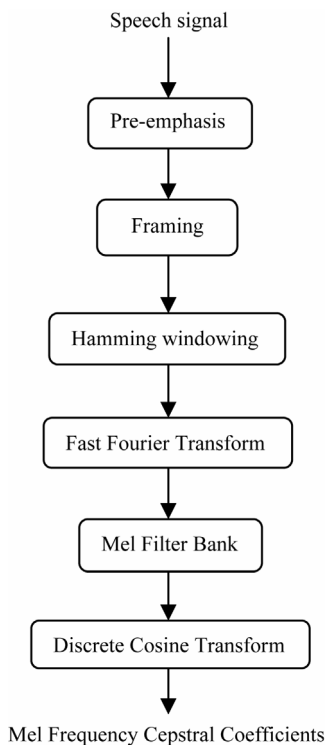 Speech signal
Pre-emphasis
Framing
Hamming windowing
Fast Fourier Transform
Mel Filter Bank
Discrete Cosine Transform
Mel Frequency Cepstral Coefficients